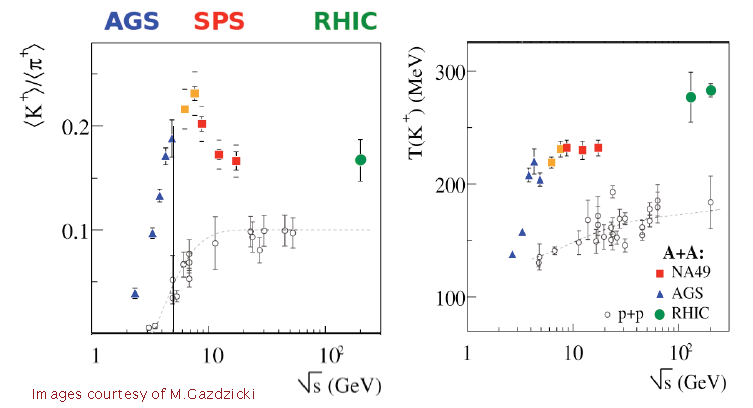 AGS SPS RHIC
⟨K⁺⟩/⟨π⁺⟩
0.2
0.1
1 10 10²
√s (GeV)
Images courtesy of M.Gazdzicki
T(K⁺) (MeV)
300
200
100
A+A:
NA49
AGS
p+p RHIC
1 10 10²
√s (GeV)